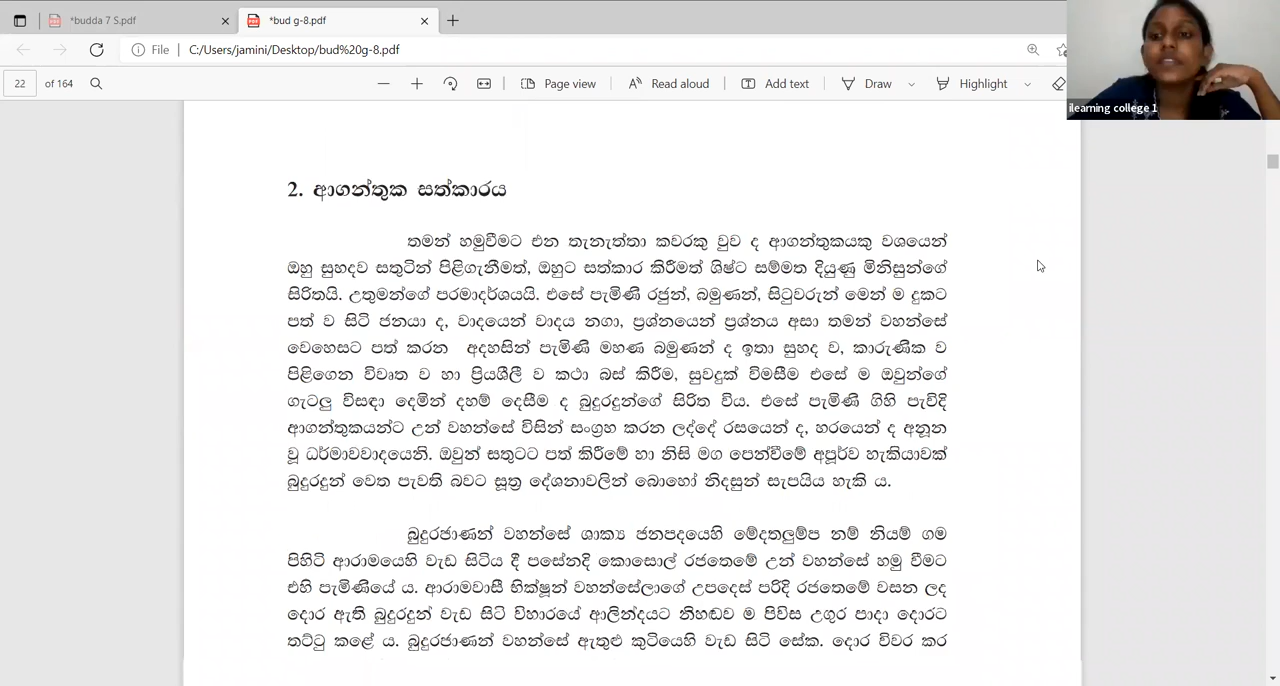 *budda 7 S.pdf
*bud g-8.pdf
File C:/Users/jamini/Desktop/bud%20g-8.pdf
22 of 164 Page view Read aloud Add text Draw Highlight
ilearning college 1
2. ආගන්තුක සත්කාරය
තමන් හමුවීමට එන තැනැත්තා කවරකු වුව ද ආගන්තුකයකු වශයෙන්
ඔහු සුහදව සතුටින් පිළිගැනීමත්, ඔහුට සත්කාර කිරීමත් ශිෂ්ට සම්මත දියුණු මිනිසුන්ගේ
සිරිතයි. උතුමන්ගේ පරමාදර්ශයයි. එසේ පැමිණි රජුන්, බමුණන්, සිටුවරුන් මෙන් ම දුකට
පත් ව සිටි ජනයා ද, වාදයෙන් වාදය නගා, ප්‍රශ්නයෙන් ප්‍රශ්නය අසා තමන් වහන්සේ
වෙහෙසට පත් කරන අදහසින් පැමිණි මහණ බමුණන් ද ඉතා සුහද ව, කාරුණික ව
පිළිගෙන විවෘත ව හා ප්‍රියශීලී ව කථා බස් කිරීම, සුවදුක් විමසීම එසේ ම ඔවුන්ගේ
ගැටලු විසඳා දෙමින් දහම් දෙසීම ද බුදුරදුන්ගේ සිරිත විය. එසේ පැමිණි ගිහි පැවිදි
ආගන්තුකයන්ට උන් වහන්සේ විසින් සංග්‍රහ කරන ලද්දේ රසයෙන් ද, හරයෙන් ද අනූන
වූ ධර්මාවවාදයෙනි. ඔවුන් සතුටට පත් කිරීමේ හා නිසි මග පෙන්වීමේ අපූර්ව හැකියාවක්
බුදුරදුන් වෙත පැවති බවට සූත්‍ර දේශනාවලින් බොහෝ නිදසුන් සැපයිය හැකි ය.
බුදුරජාණන් වහන්සේ ශාක්‍ය ජනපදයෙහි මේදතලුම්ප නම් නියම් ගම
පිහිටි ආරාමයෙහි වැඩ සිටිය දී පසේනදි කොසොල් රජතෙමේ උන් වහන්සේ හමු වීමට
එහි පැමිණියේ ය. ආරාමවාසී භික්ෂූන් වහන්සේලාගේ උපදෙස් පරිදි රජතෙමේ වසන ලද
දොර ඇති බුදුරදුන් වැඩ සිටි විහාරයේ ආලින්දයට නිහඬව ම පිවිස උගුර පාදා දොරට
තට්ටු කළේ ය. බුදුරජාණන් වහන්සේ ඇතුළු කුටියෙහි වැඩ සිටි සේක. දොර විවර කර